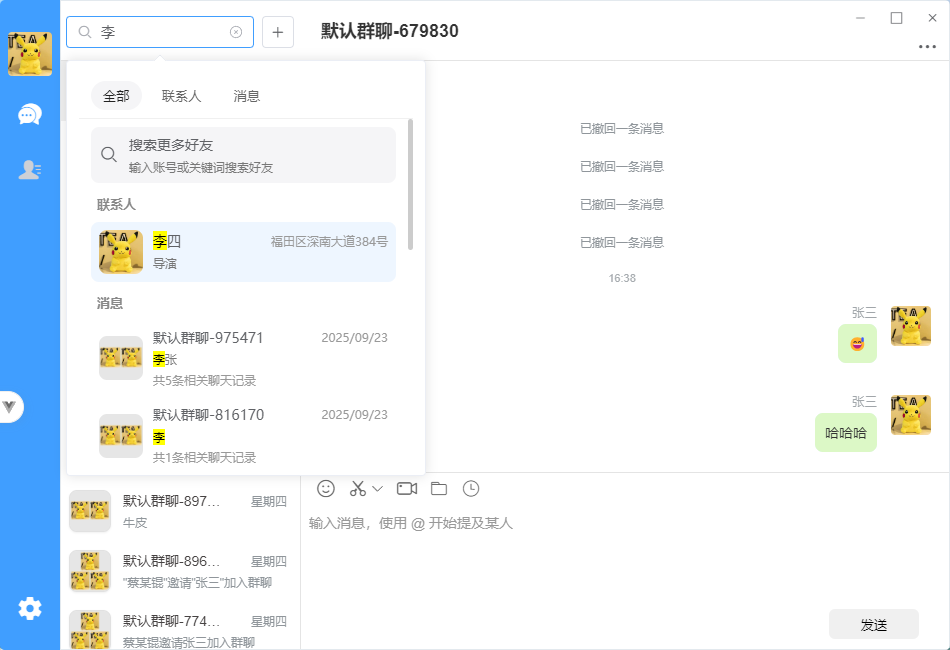 李
默认群聊-679830
全部
联系人
消息
搜索更多好友
输入账号或关键词搜索好友
联系人
李四
福田区深南大道384号
导演
消息
默认群聊-975471
2025/09/23
李张
共5条相关聊天记录
默认群聊-816170
2025/09/23
李
共1条相关聊天记录
默认群聊-897...
星期四
牛皮
默认群聊-896...
星期四
"蔡某锟"邀请"张三"加入群聊
默认群聊-774...
星期四
蔡某锟邀请张三加入群聊
已撤回一条消息
已撤回一条消息
已撤回一条消息
已撤回一条消息
16:38
张三
张三
哈哈哈
输入消息，使用 @ 开始提及某人
发送